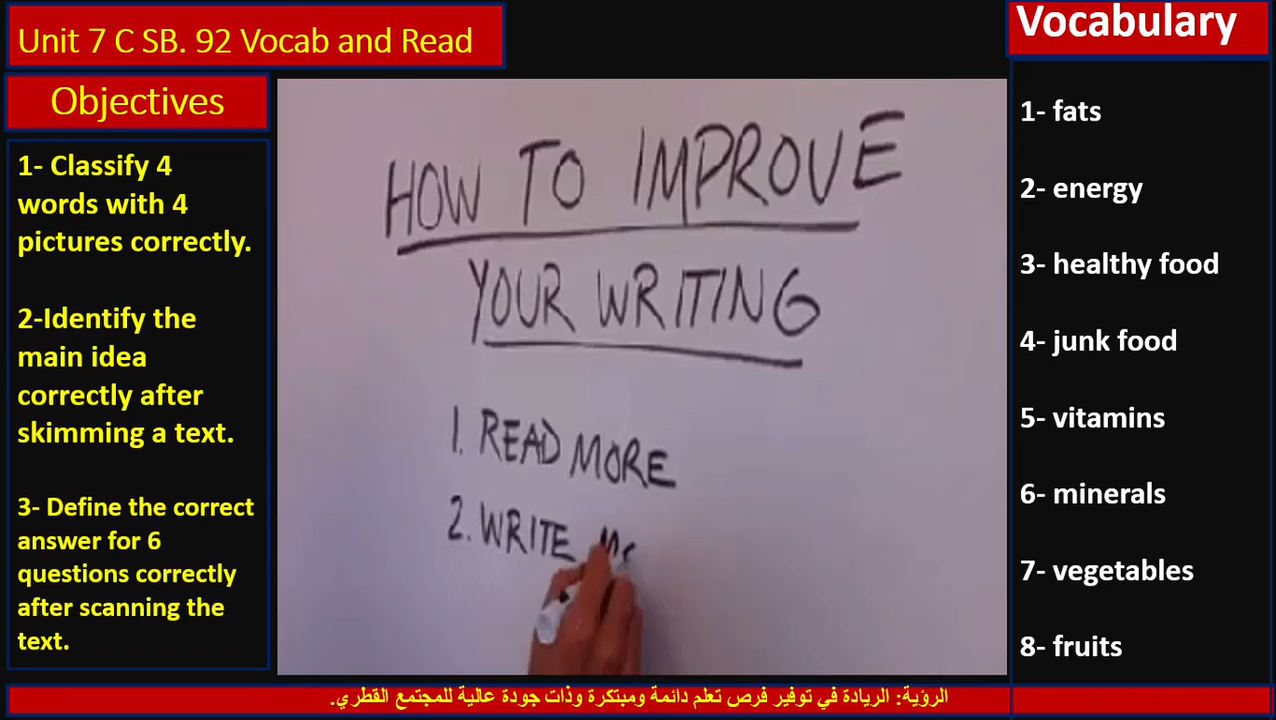 Unit 7 C SB. 92 Vocab and Read
Objectives
1- Classify 4
words with 4
pictures correctly.
2-Identify the
main idea
correctly after
skimming a text.
3- Define the correct
answer for 6
questions correctly
after scanning the
text.
HOW TO IMPROVE
YOUR WRITING
1. READ MORE
2. WRITE
Vocabulary
1- fats
2- energy
3- healthy food
4- junk food
5- vitamins
6- minerals
7- vegetables
8- fruits
الرؤية: الريادة في توفير فرص تعلم دائمة ومبتكرة وذات جودة عالية للمجتمع القطري.